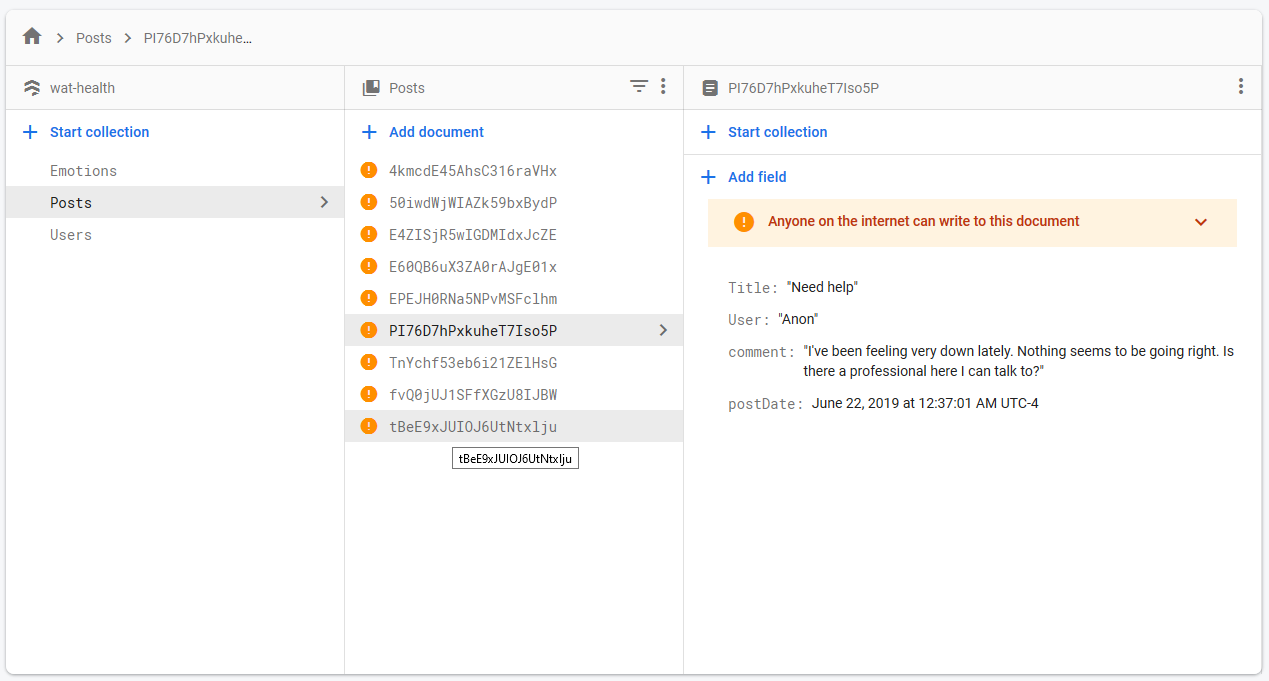 Posts
PI76D7hPxkuhe...
wat-health
Start collection
Emotions
Posts
Users
Posts
Add document
4kmcdE45AhsC316raVHx
50iwdWjWIAZk59bxBydP
E4ZISjR5wIGDMIdxJcZE
E60QB6uX3ZA0rAJgE01x
EPEJH0RNa5NPvMSFclhm
PI76D7hPxkuheT7Iso5P
TnYchf53eb6i21ZElHsG
fvQ0jUJ1SFfXGzU8IJBW
tBeE9xJUIOJ6UtNtxlju
tBeE9xJUIOJ6UtNtxlju
PI76D7hPxkuheT7Iso5P
Start collection
Add field
Anyone on the internet can write to this document
Title: "Need help"
User: "Anon"
comment: "I've been feeling very down lately. Nothing seems to be going right. Is
there a professional here I can talk to?"
postDate: June 22, 2019 at 12:37:01 AM UTC-4